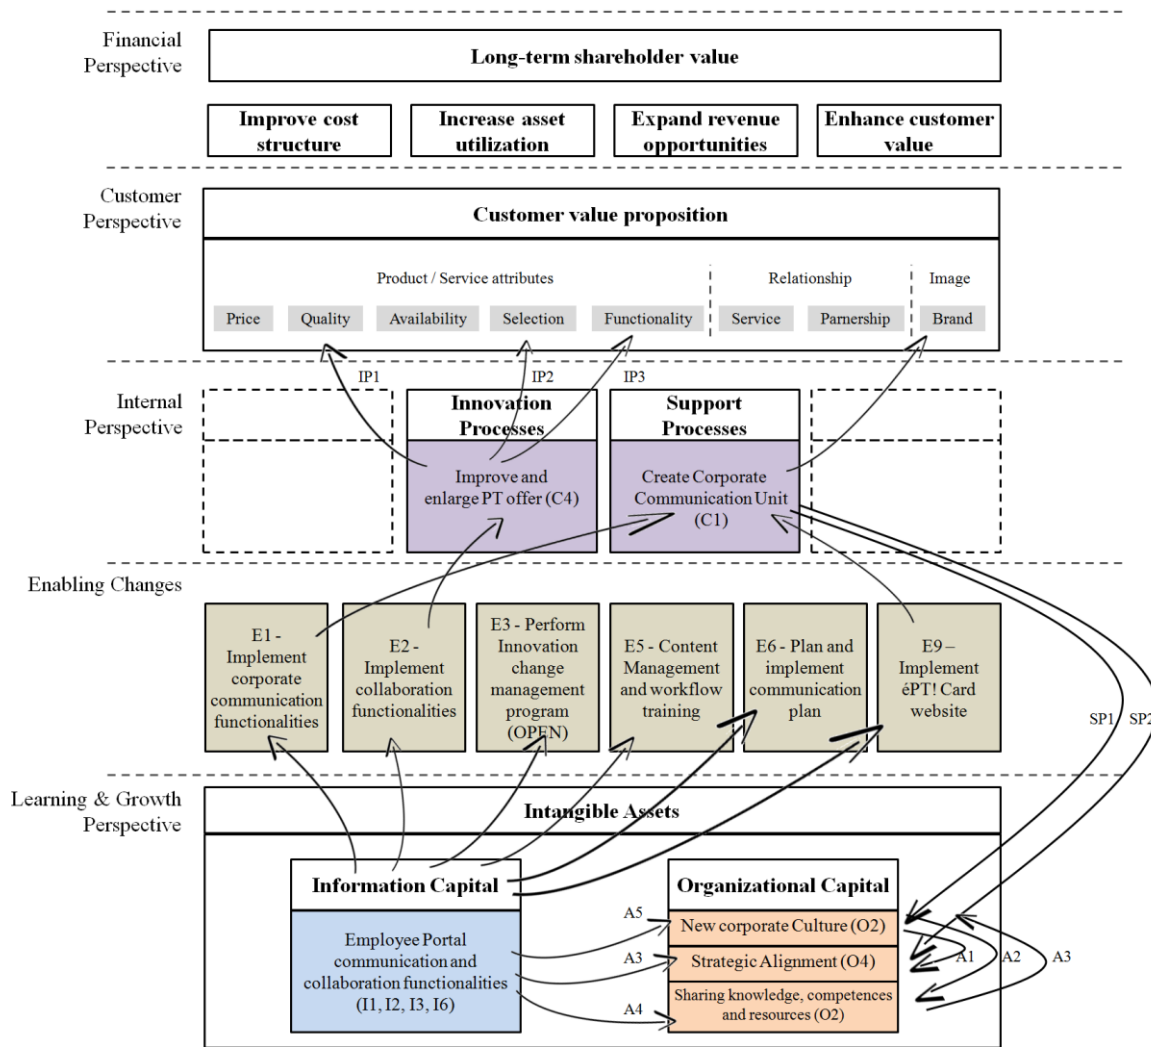 Financial
Perspective
Long-term shareholder value
Improve cost
structure
Increase asset
utilization
Expand revenue
opportunities
Enhance customer
value
Customer
Perspective
Customer value proposition
Product / Service attributes
Relationship
Image
Price
Quality
Availability
Selection
Functionality
Service
Parnership
Brand
IP1
IP2
IP3
Internal
Perspective
Innovation
Processes
Support
Processes
Improve and
enlarge PT offer (C4)
Create Corporate
Communication Unit
(C1)
Enabling Changes
E1 -
Implement
corporate
communication
functionalities
E2 -
Implement
collaboration
functionalities
E3 - Perform
Innovation
change
management
program
(OPEN)
E5 - Content
Management
and workflow
training
E6 - Plan and
implement
communication
plan
E9 –
Implement
éPT! Card
website
SP1
SP2
Learning & Growth
Perspective
Intangible Assets
Information Capital
Organizational Capital
Employee Portal
communication and
collaboration functionalities
(I1, I2, I3, I6)
A5
A3
A4
New corporate Culture (O2)
Strategic Alignment (O4)
Sharing knowledge, competences
and resources (O2)
A1
A2
A3